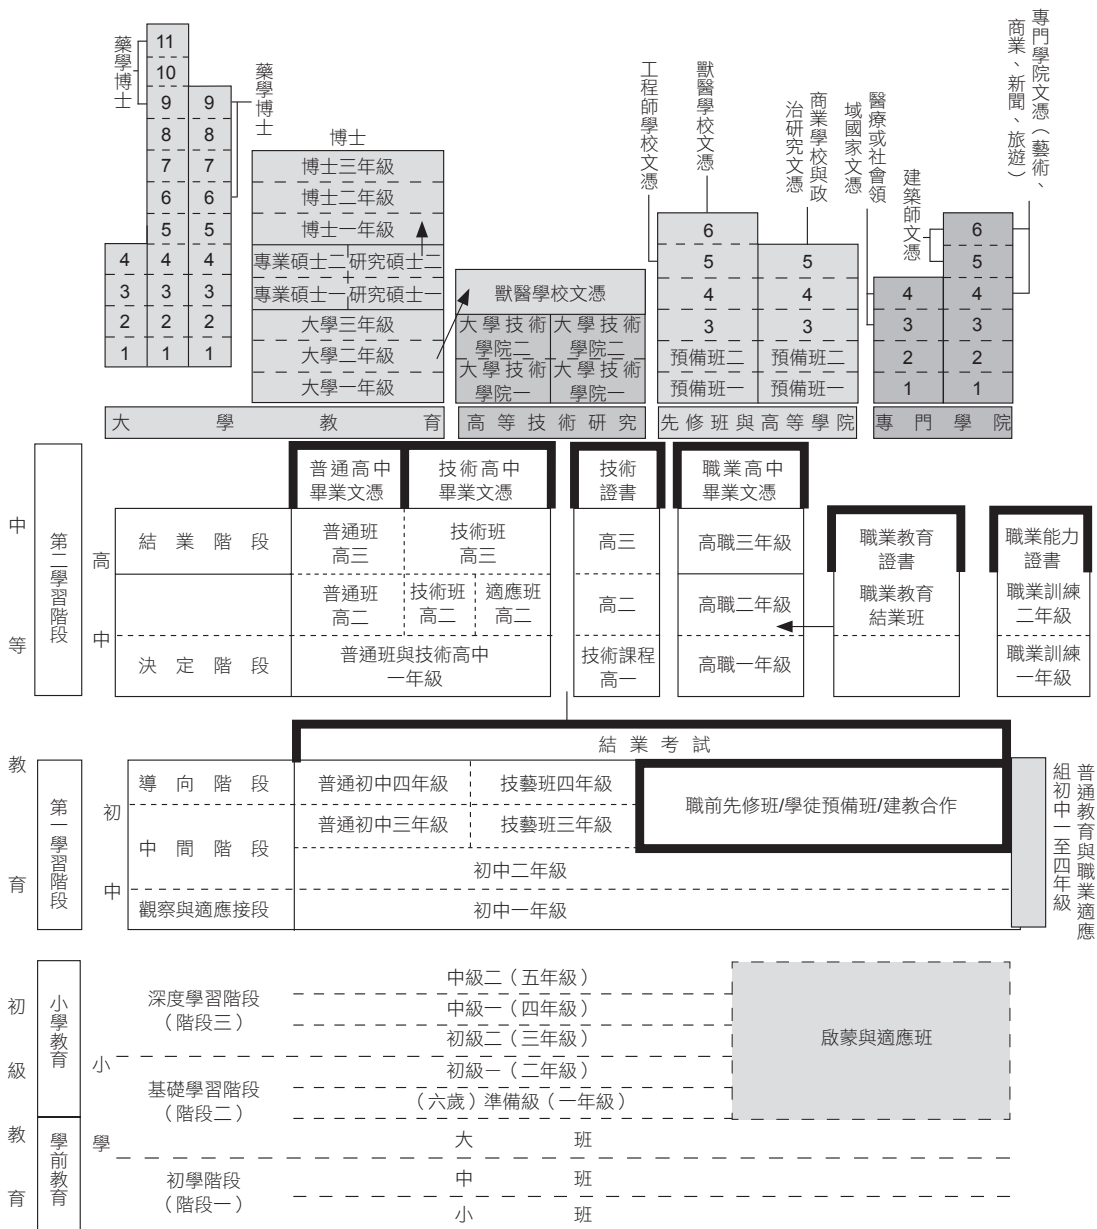 藥學博士
11
10
9
8
7
6
5
4
3
2
1
9
8
7
6
5
4
3
2
1
4
3
2
1
藥學博士
博士
博士三年級
博士二年級
博士一年級
專業碩士二
研究碩士二
專業碩士一
研究碩士一
大學三年級
大學二年級
大學一年級
獸醫學校文憑
大學技術
學院二
大學技術
學院二
大學技術
學院一
大學技術
學院一
工程師學校文憑
獸醫學校文憑
商業學校與政
治研究文憑
6
5
4
3
預備班二
預備班一
5
4
3
預備班二
預備班一
醫療或社會領
域國家文憑
建築師文憑
專門學院文憑（藝術、
商業、新聞、旅遊）
4
3
2
1
6
5
4
3
2
1
大學教育
高等技術研究
先修班與高等學院
專門學院
中等教育
第二學習階段
高中
普通高中
畢業文憑
技術高中
畢業文憑
技術
證書
職業高中
畢業文憑
結業階段
普通班
高三
技術班
高三
高三
高職三年級
職業教育
證書
職業能力
證書
普通班
高二
技術班
高二
適應班
高二
高二
高職二年級
職業教育
結業班
職業訓練
二年級
決定階段
普通班與技術高中
一年級
技術課程
高一
高職一年級
職業訓練
一年級
結業考試
第一學習階段
初中
導向階段
普通初中四年級
技藝班四年級
職前先修班/學徒預備班/建教合作
中間階段
普通初中三年級
技藝班三年級
初中二年級
觀察與適應接段
初中一年級
普通教育與職業適應
組初中一至四年級
初級教育
小學教育
小學
深度學習階段
（階段三）
中級二（五年級）
中級一（四年級）
初級二（三年級）
啟蒙與適應班
基礎學習階段
（階段二）
初級一（二年級）
（六歲）準備級（一年級）
學前教育
大班
初學階段
（階段一）
中班
小班